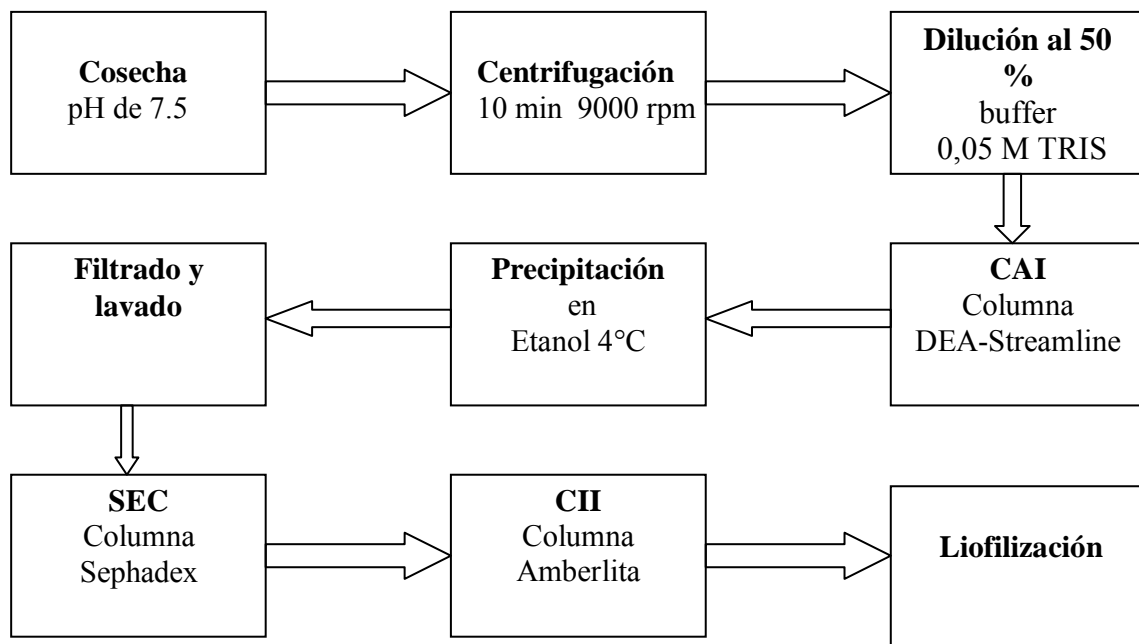 Cosecha
pH de 7.5
Centrifugación
10 min 9000 rpm
Dilución al 50
%
buffer
0,05 M TRIS
CAI
Columna
DEA-Streamline
Precipitación
en
Etanol 4°C
Filtrado y
lavado
SEC
Columna
Sephadex
CII
Columna
Amberlita
Liofilización